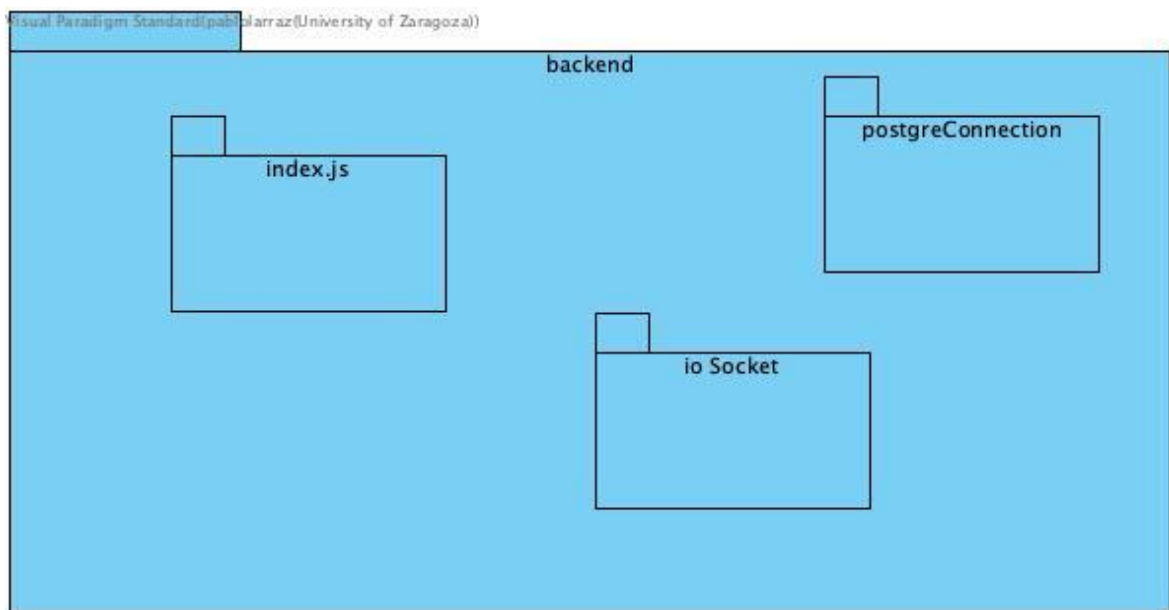 Visual Paradigm Standard(pablolarraz(University of Zaragoza))
backend
postgreConnection
index.js
io Socket